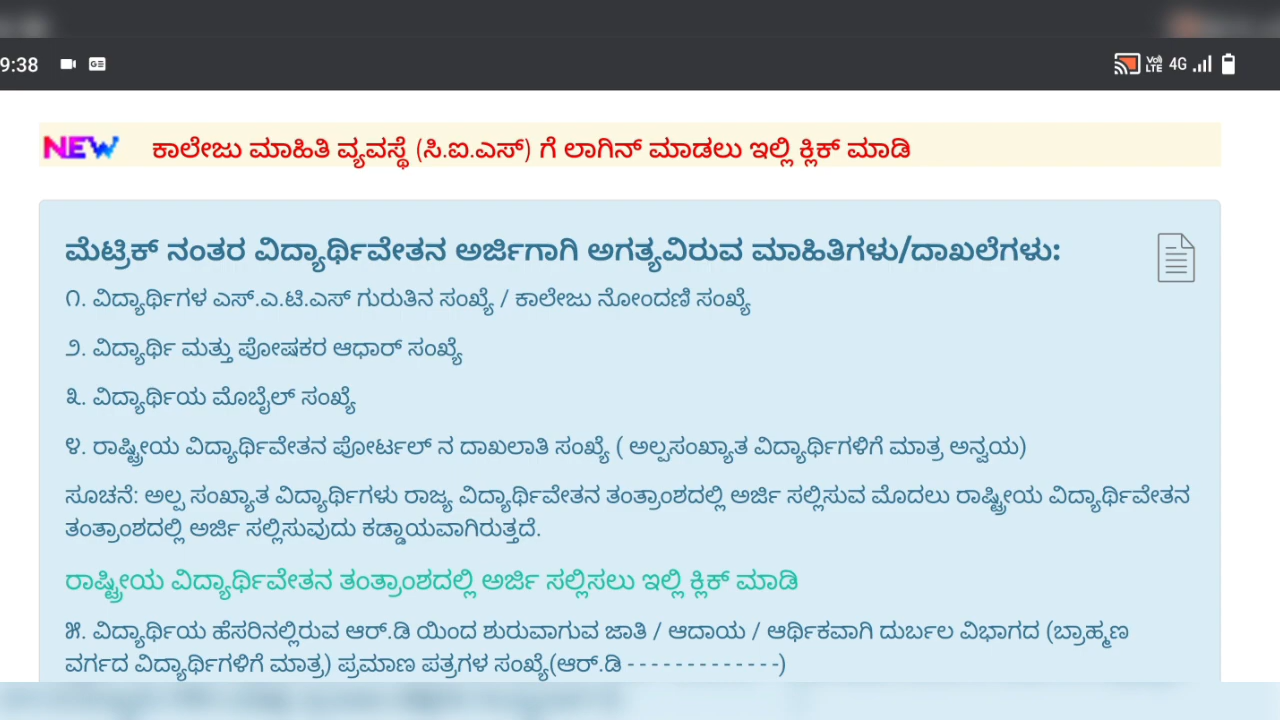 9:38 GE Vo) LTE 4G
NEW ಕಾಲೇಜು ಮಾಹಿತಿ ವ್ಯವಸ್ಥೆ (ಸಿ.ಐ.ಎಸ್) ಗೆ ಲಾಗಿನ್ ಮಾಡಲು ಇಲ್ಲಿ ಕ್ಲಿಕ್ ಮಾಡಿ
ಮೆಟ್ರಿಕ್ ನಂತರ ವಿದ್ಯಾರ್ಥಿವೇತನ ಅರ್ಜಿಗಾಗಿ ಅಗತ್ಯವಿರುವ ಮಾಹಿತಿಗಳು/ದಾಖಲೆಗಳು:
೧. ವಿದ್ಯಾರ್ಥಿಗಳ ಎಸ್.ಎ.ಟಿ.ಎಸ್ ಗುರುತಿನ ಸಂಖ್ಯೆ / ಕಾಲೇಜು ನೋಂದಣಿ ಸಂಖ್ಯೆ
೨. ವಿದ್ಯಾರ್ಥಿ ಮತ್ತು ಪೋಷಕರ ಆಧಾರ್ ಸಂಖ್ಯೆ
೩. ವಿದ್ಯಾರ್ಥಿಯ ಮೊಬೈಲ್ ಸಂಖ್ಯೆ
೪. ರಾಷ್ಟ್ರೀಯ ವಿದ್ಯಾರ್ಥಿವೇತನ ಪೋರ್ಟಲ್ ನ ದಾಖಲಾತಿ ಸಂಖ್ಯೆ ( ಅಲ್ಪಸಂಖ್ಯಾತ ವಿದ್ಯಾರ್ಥಿಗಳಿಗೆ ಮಾತ್ರ ಅನ್ವಯ)
ಸೂಚನೆ: ಅಲ್ಪ ಸಂಖ್ಯಾತ ವಿದ್ಯಾರ್ಥಿಗಳು ರಾಜ್ಯ ವಿದ್ಯಾರ್ಥಿವೇತನ ತಂತ್ರಾಂಶದಲ್ಲಿ ಅರ್ಜಿ ಸಲ್ಲಿಸುವ ಮೊದಲು ರಾಷ್ಟ್ರೀಯ ವಿದ್ಯಾರ್ಥಿವೇತನ
ತಂತ್ರಾಂಶದಲ್ಲಿ ಅರ್ಜಿ ಸಲ್ಲಿಸುವುದು ಕಡ್ಡಾಯವಾಗಿರುತ್ತದೆ.
ರಾಷ್ಟ್ರೀಯ ವಿದ್ಯಾರ್ಥಿವೇತನ ತಂತ್ರಾಂಶದಲ್ಲಿ ಅರ್ಜಿ ಸಲ್ಲಿಸಲು ಇಲ್ಲಿ ಕ್ಲಿಕ್ ಮಾಡಿ
೫. ವಿದ್ಯಾರ್ಥಿಯ ಹೆಸರಿನಲ್ಲಿರುವ ಆರ್.ಡಿ ಯಿಂದ ಶುರುವಾಗುವ ಜಾತಿ / ಆದಾಯ / ಆರ್ಥಿಕವಾಗಿ ದುರ್ಬಲ ವಿಭಾಗದ (ಬ್ರಾಹ್ಮಣ
ವರ್ಗದ ವಿದ್ಯಾರ್ಥಿಗಳಿಗೆ ಮಾತ್ರ) ಪ್ರಮಾಣ ಪತ್ರಗಳ ಸಂಖ್ಯೆ(ಆರ್.ಡಿ - - - - - - - - - - - - -)